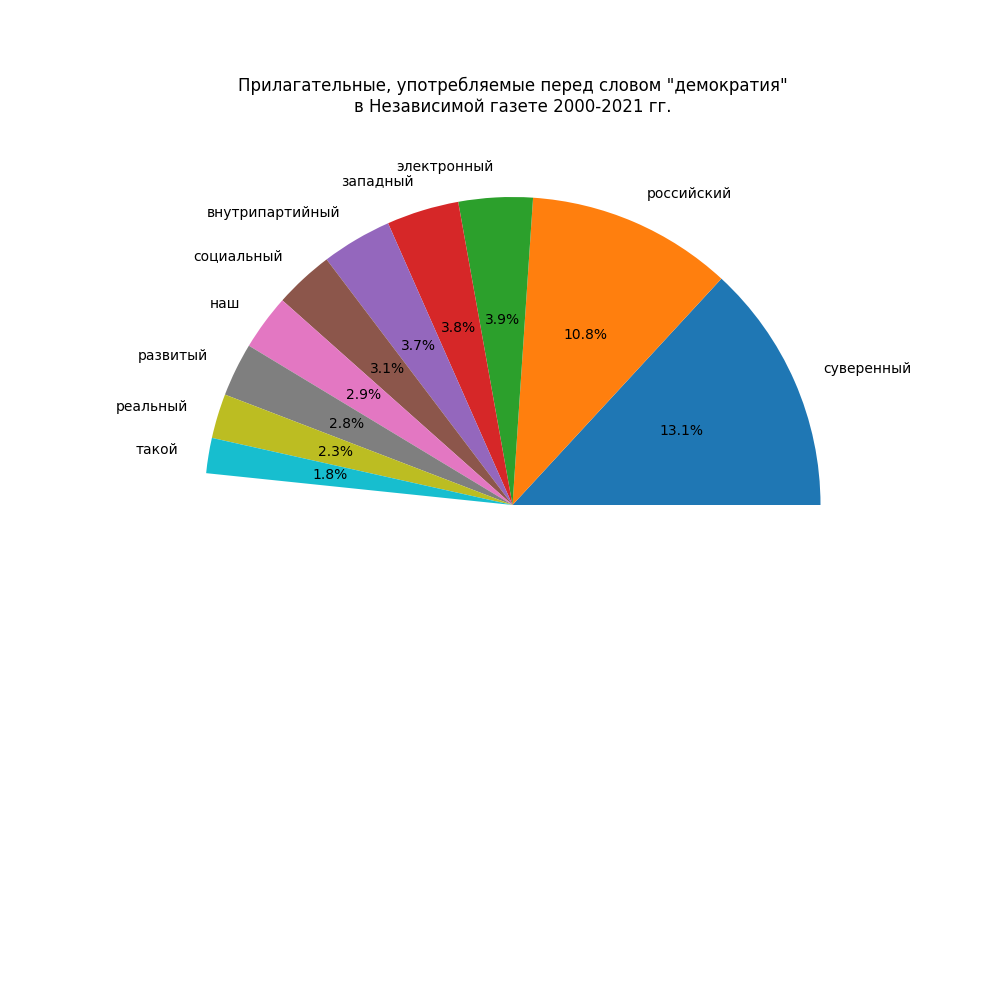 Прилагательные, употребляемые перед словом "демократия"
в Независимой газете 2000-2021 гг.
электронный
западный
российский
внутрипартийный
социальный
наш
развитый
суверенный
реальный
такой
3.9%
3.8%
10.8%
3.7%
3.1%
2.9%
2.8%
13.1%
2.3%
1.8%